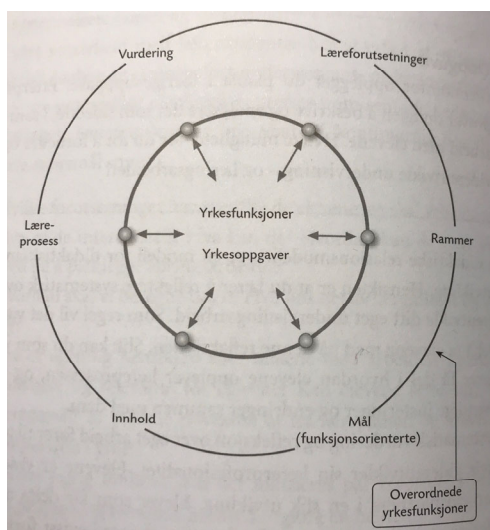 Vurdering
Læreforutsetninger
Yrkesfunksjoner
Lære-
prosess
Rammer
Yrkesoppgaver
Innhold
Mål
(funksjonsorienterte)
Overordnede
yrkesfunksjoner